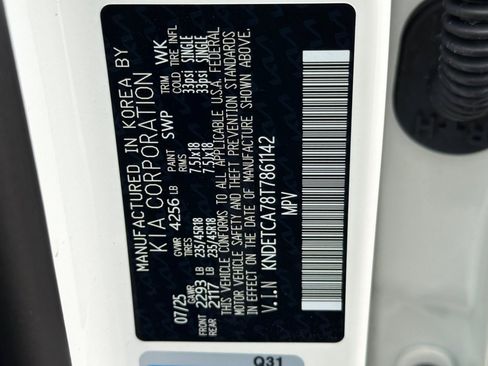 MANUFACTURED IN KOREA BY
KIA CORPORATION
GVWR 4256 LB PAINT SWP TRIM WK
07/25 GAWR TIRES RIMS COLD TIRE INFL
FRONT 2293 LB 235/45R18 7.5Jx18 33psi SINGLE
REAR 2117 LB 235/45R18 7.5Jx18 33psi SINGLE
THIS VEHICLE CONFORMS TO ALL APPLICABLE U.S.A FEDERAL
MOTOR VEHICLE SAFETY AND THEFT PREVENTION STANDARDS
IN EFFECT ON THE DATE OF MANUFACTURE SHOWN ABOVE.
V.I.N KNDETCA78T7861142
MPV
Q31